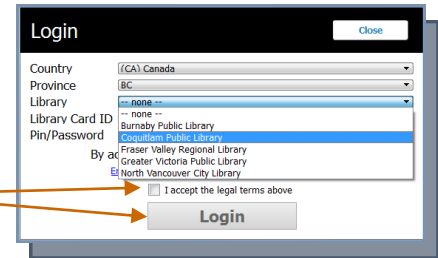 Login
Close
Country (CA) Canada
Province BC
Library -- none --
-- none --
Library Card ID
Burnaby Public Library
Coquitlam Public Library
Pin/Password
Fraser Valley Regional Library
By ac
Greater Victoria Public Library
North Vancouver City Library
I accept the legal terms above
Login